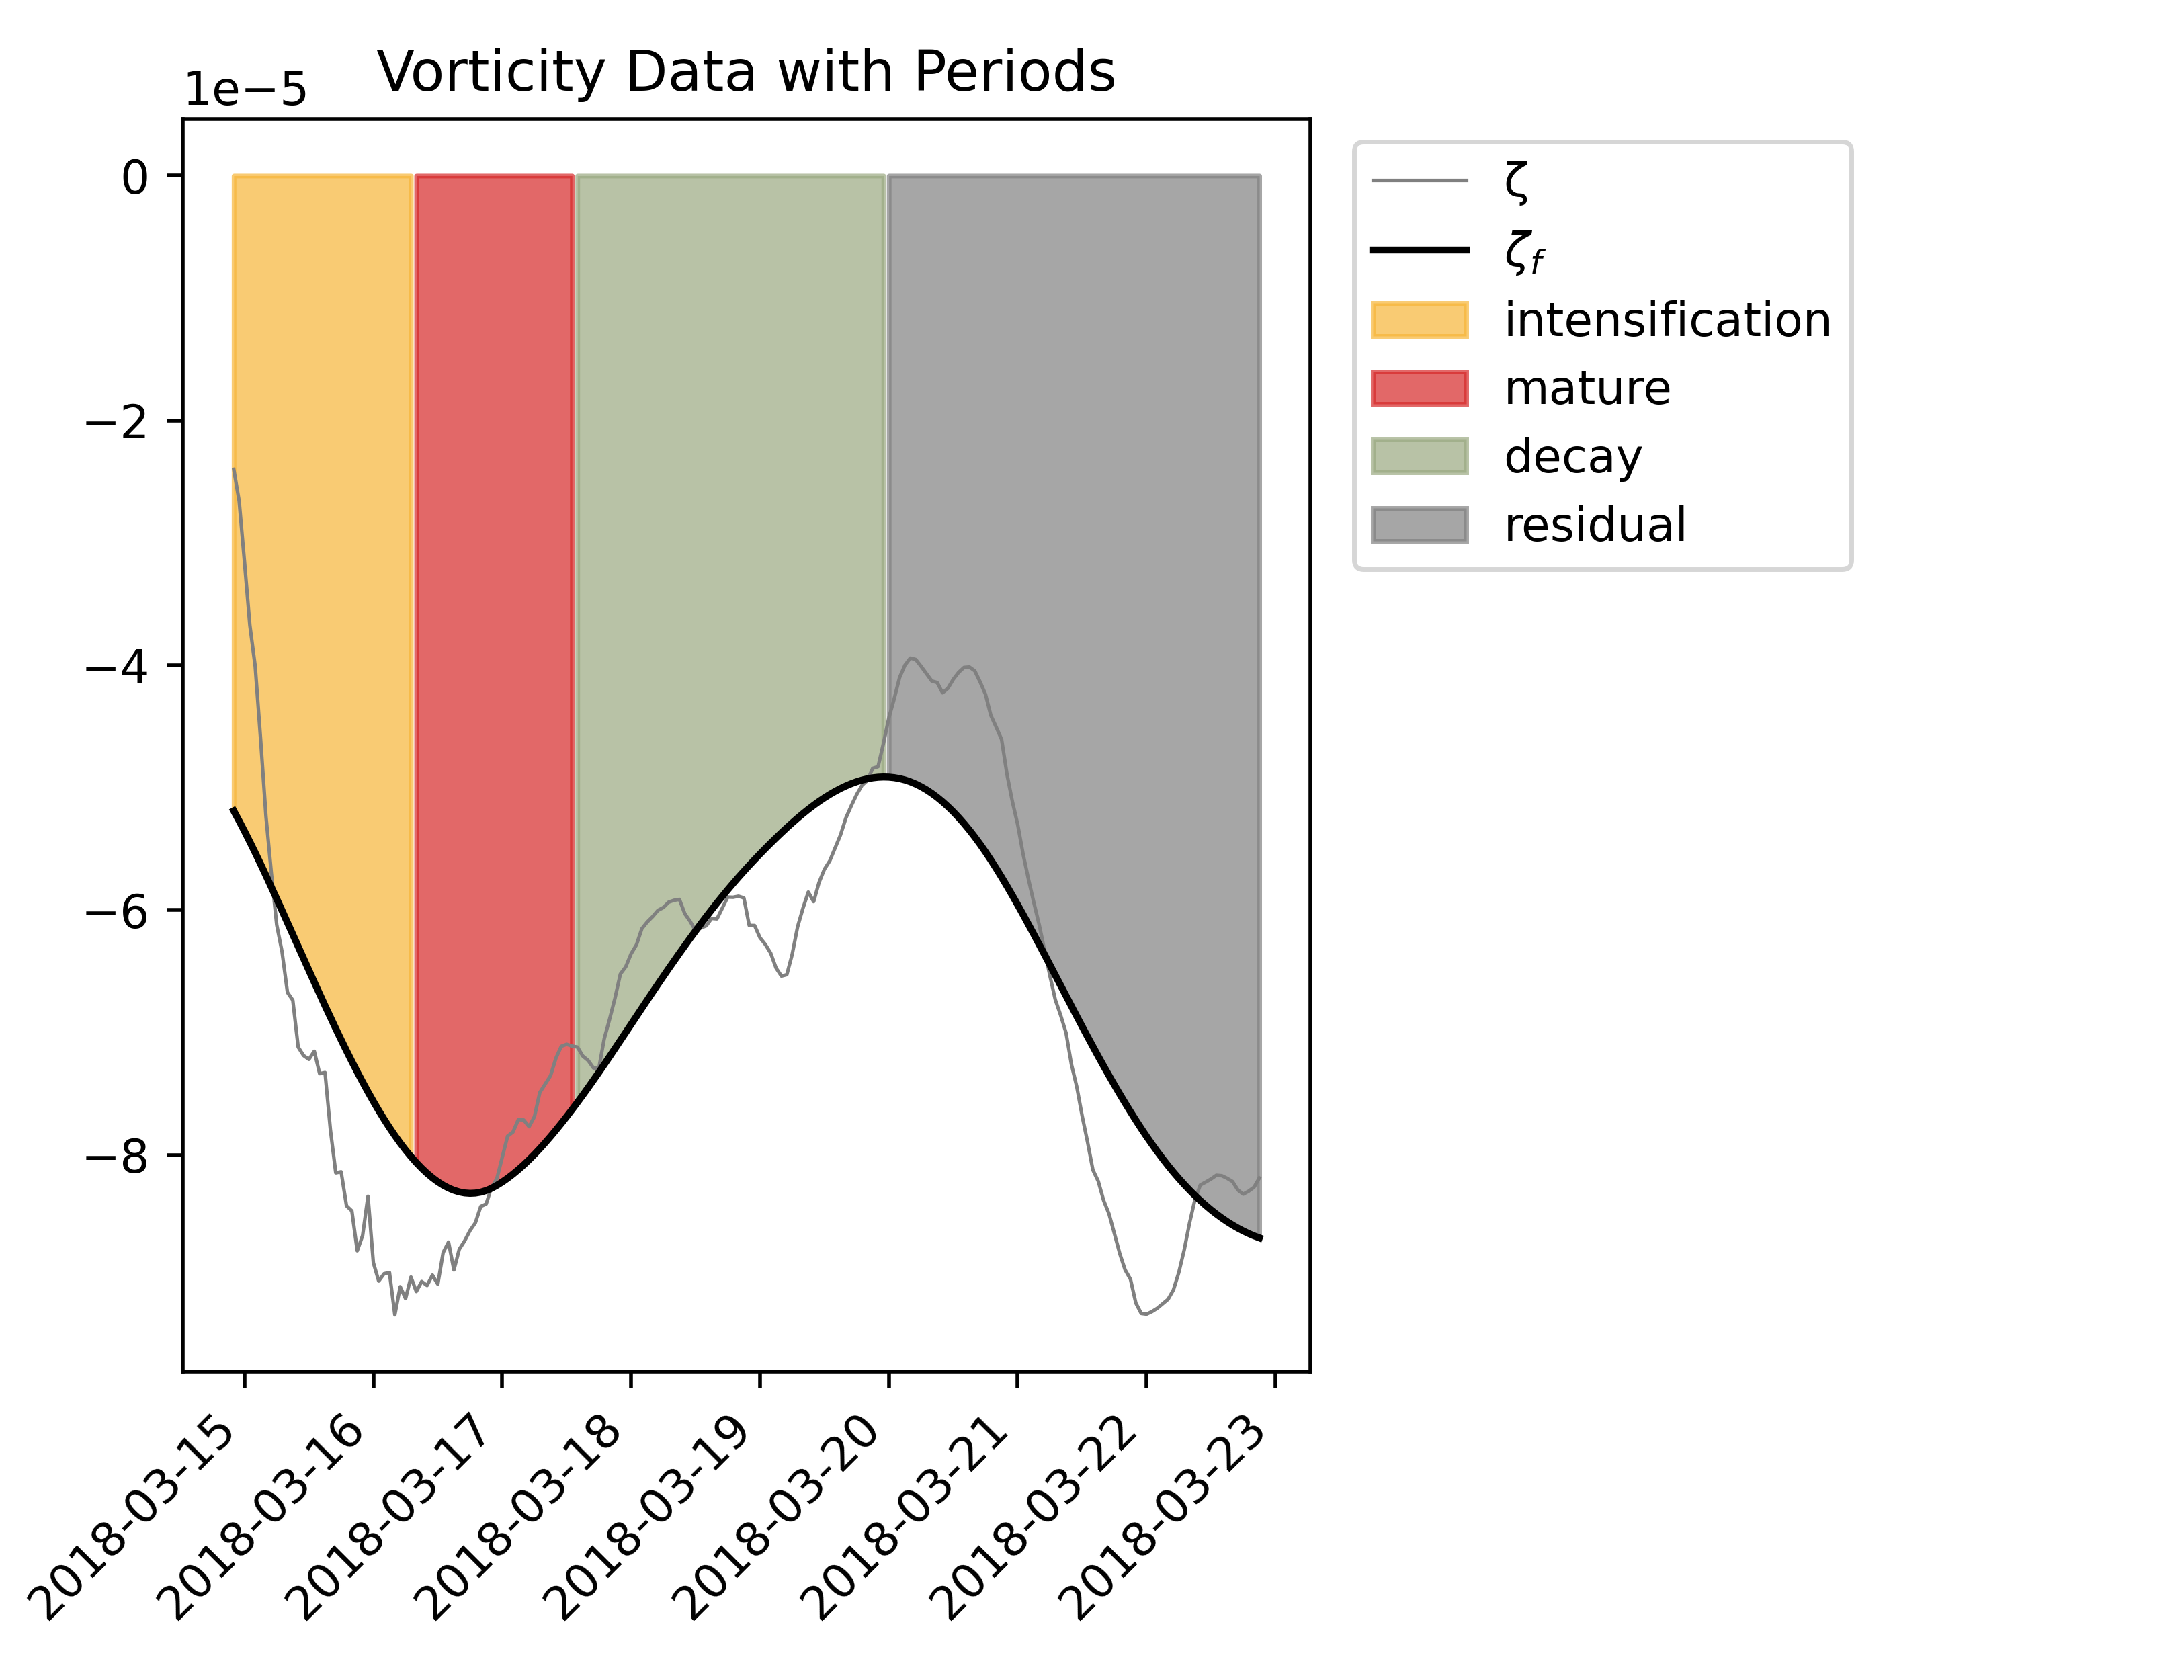 Vorticity Data with Periods
1e−5
0
−2
−4
−6
−8
2018-03-15
2018-03-16
2018-03-17
2018-03-18
2018-03-19
2018-03-20
2018-03-21
2018-03-22
2018-03-23
ζ
ζf
intensification
mature
decay
residual